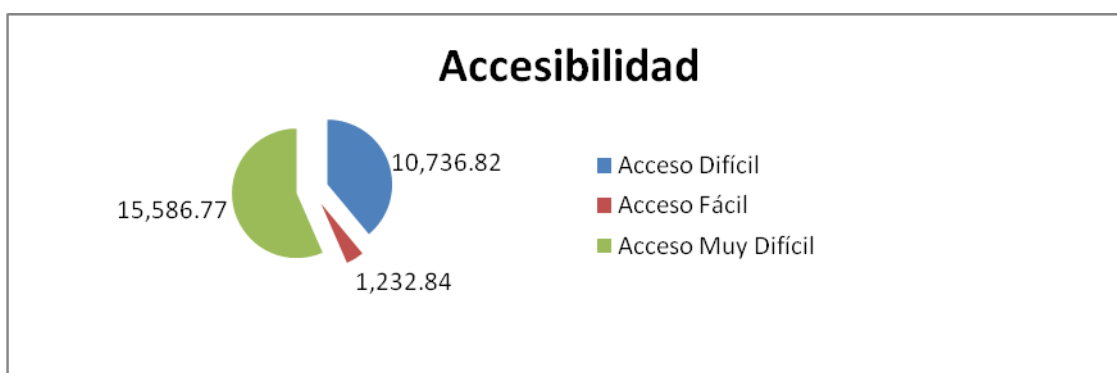 Accesibilidad
10,736.82
15,586.77
1,232.84
Acceso Difícil
Acceso Fácil
Acceso Muy Difícil